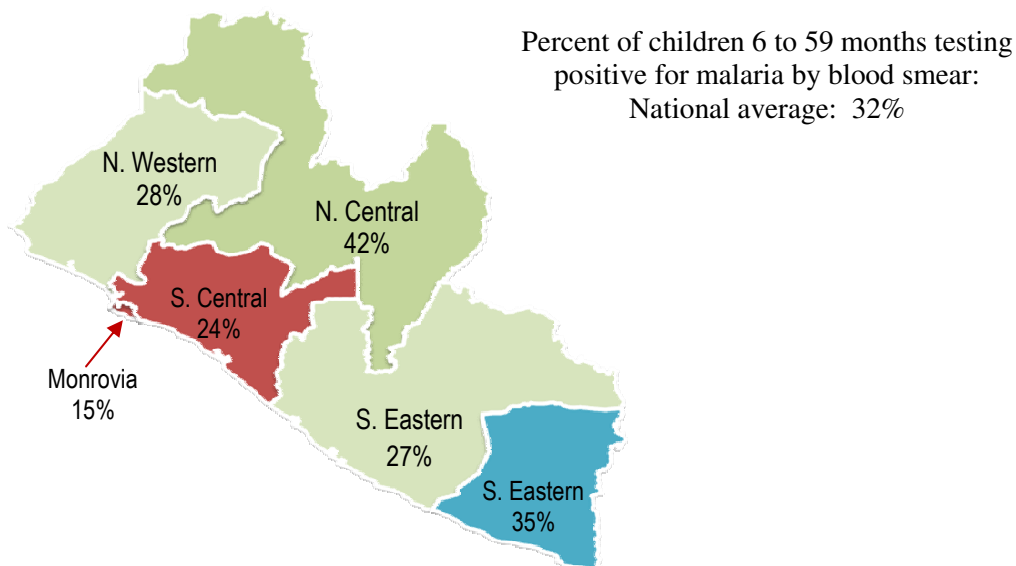 Percent of children 6 to 59 months testing
positive for malaria by blood smear:
National average:  32%
N. Western
28%
N. Central
42%
S. Central
24%
Monrovia
15%
S. Eastern
27%
S. Eastern
35%